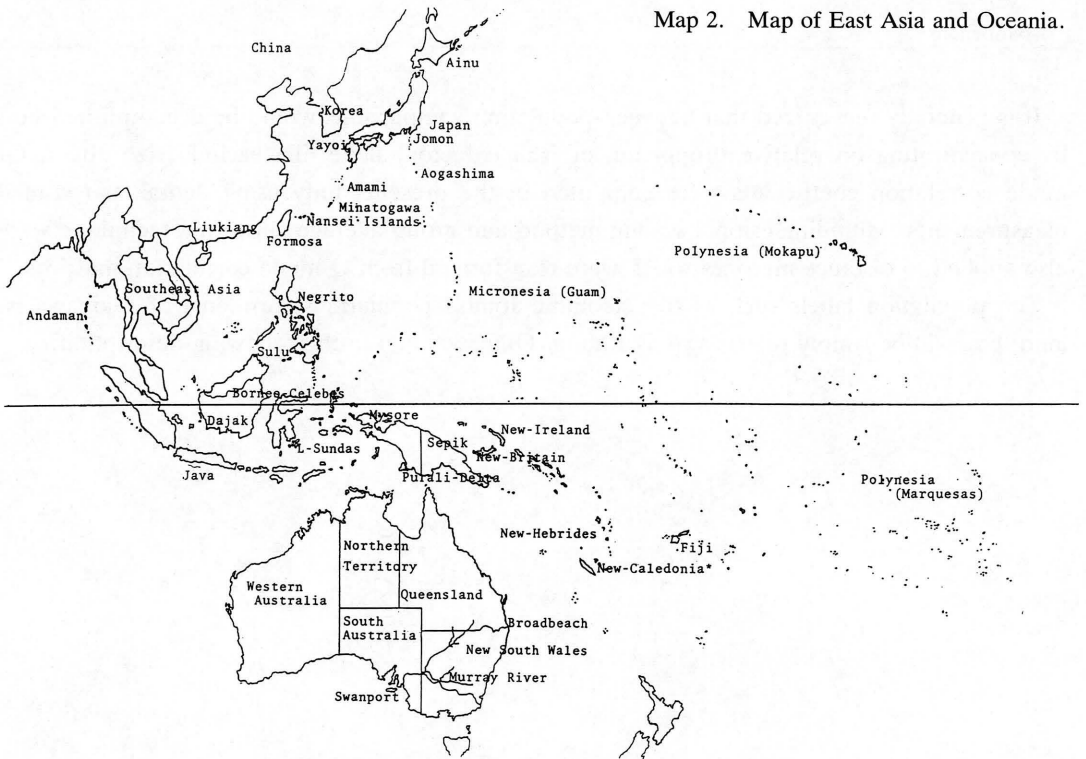 Map 2. Map of East Asia and Oceania.
China
Ainu
Korea
Japan
Yayoi
Jomon
Aogashima
Amami
Minatogawa
Nansei Islands
Liukiang
Formosa
Polynesia (Mokapu)
Southeast Asia
Negrito
Micronesia (Guam)
Andaman
Sulu
Borneo
Celebes
Dajak
Mysore
New-Ireland
Sepik
L-Sundas
New-Britain
Java
Purali-Delta
Polynesia
(Marquesas)
New-Hebrides
Northern
Territory
Fiji
New-Caledonia*
Western
Australia
Queensland
South
Australia
Broadbeach
New South Wales
Murray River
Swanport